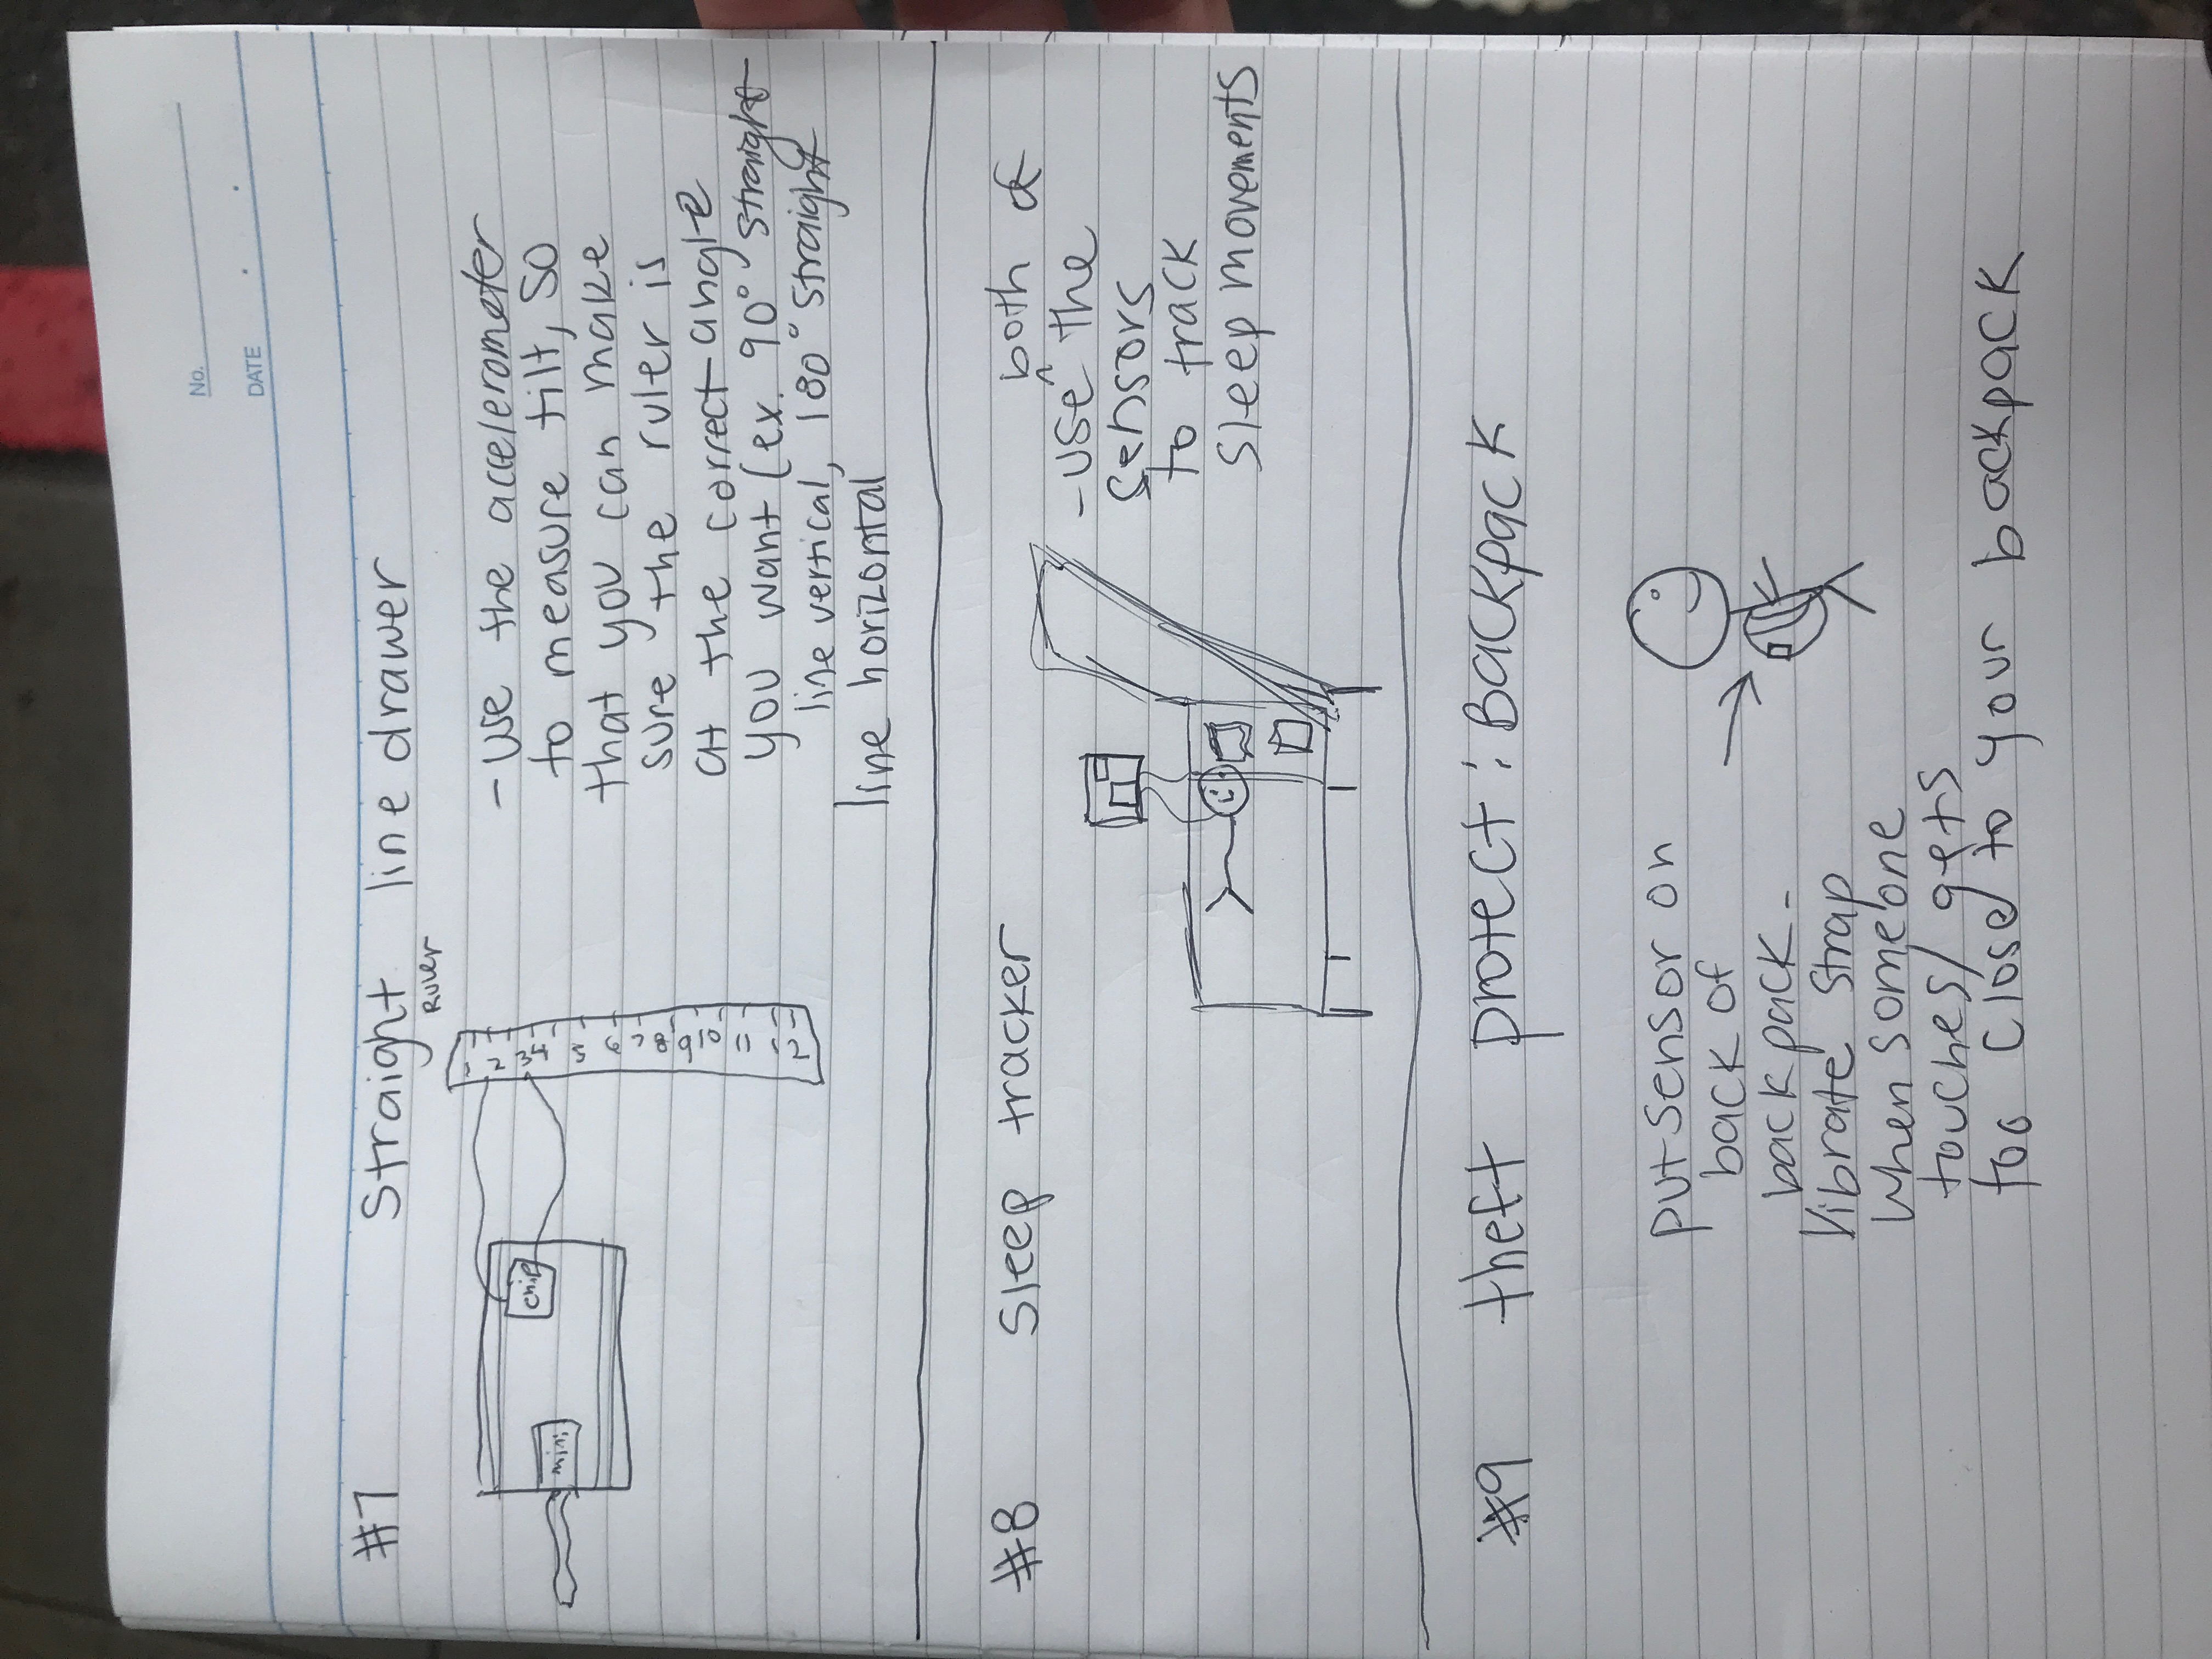 No.
DATE
#7 Straight line drawer
Ruler
chip
mini
1
2
3
4
5
6
7
8
9
10
11
12
- use the accelerometer
to measure tilt, so
that you can make
sure the ruler is
at the correct angle
you want (ex. 90° straight
line vertical, 180° straight
line horizontal
#8 Sleep tracker
both of
- use ^ the
sensors
to track
sleep movements
#9 theft protect: Backpack
put sensor on
back of
backpack -
Vibrate strap
when someone
touches/ gets
too close to your backpack